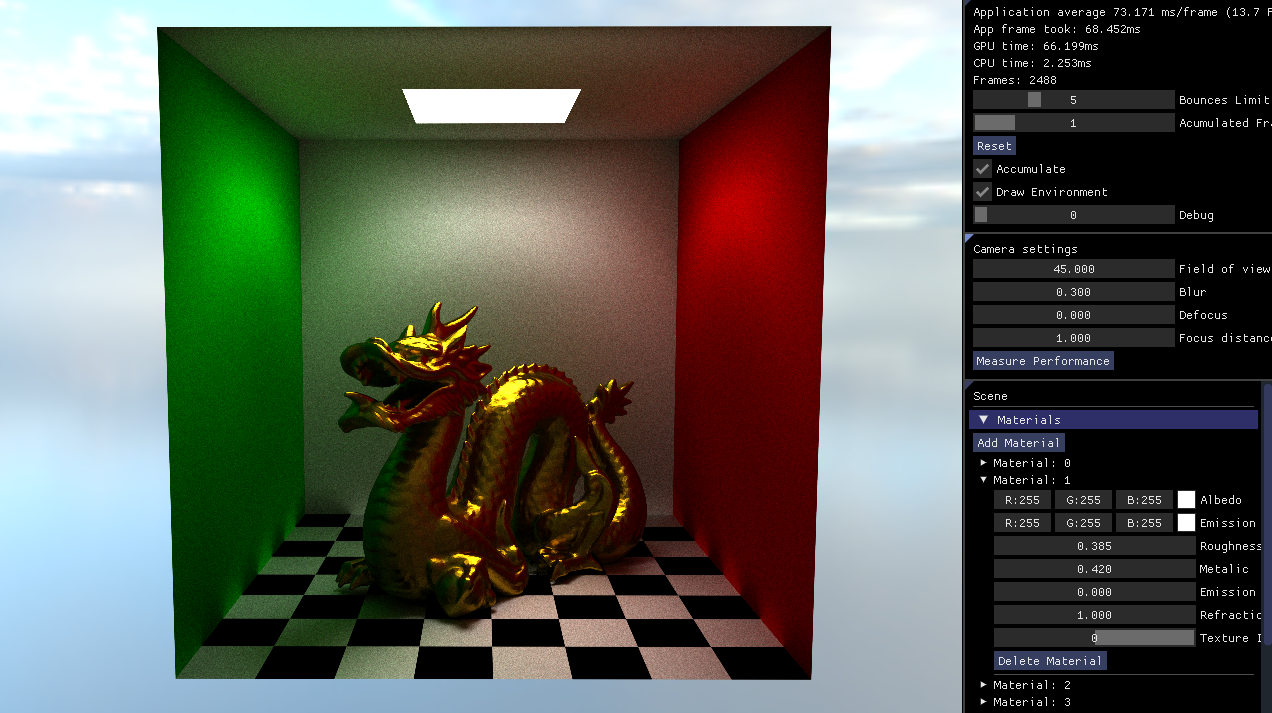 Application average 73.171 ms/frame (13.7 F
App frame took: 68.452ms
GPU time: 66.199ms
CPU time: 2.253ms
Frames: 2488
5 Bounces Limit
1 Acumulated Fr
Reset
Accumulate
Draw Environment
0 Debug
Camera settings
45.000 Field of view
0.300 Blur
0.000 Defocus
1.000 Focus distance
Measure Performance
Scene
Materials
Add Material
Material: 0
Material: 1
R:255 G:255 B:255 Albedo
R:255 G:255 B:255 Emission
0.385 Roughness
0.420 Metalic
0.000 Emission
1.000 Refractio
0 Texture I
Delete Material
Material: 2
Material: 3